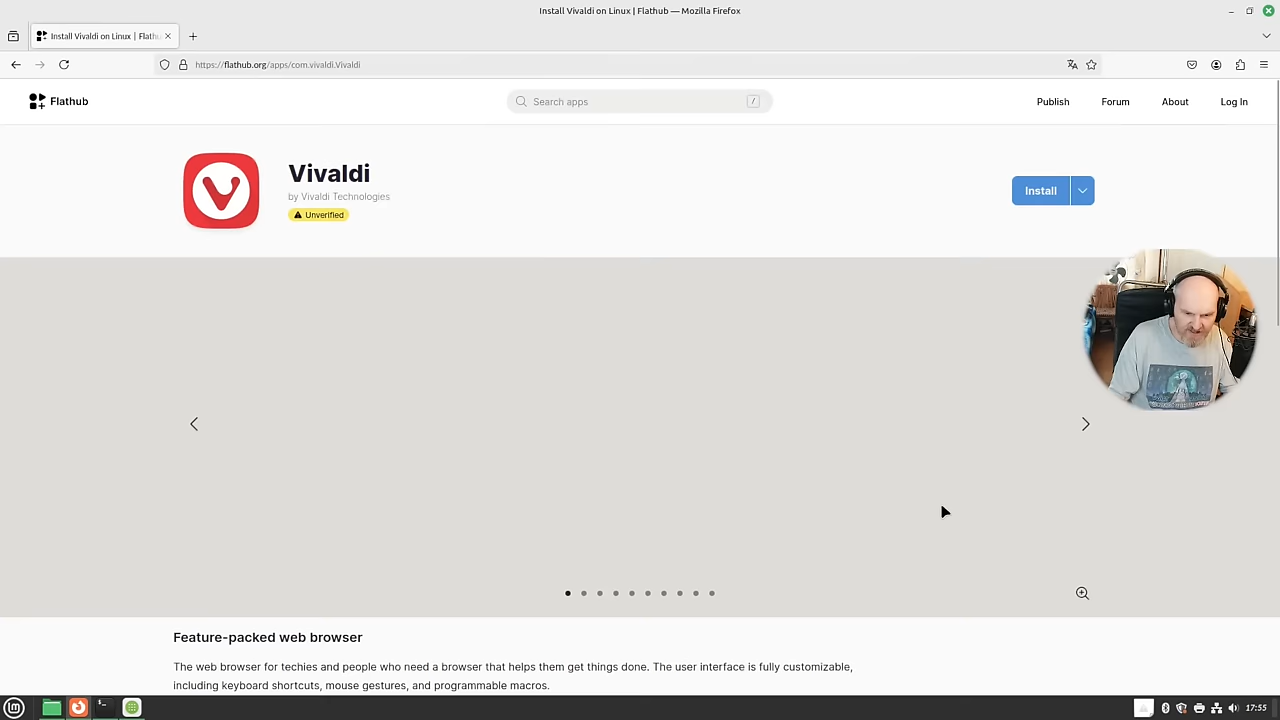 Install Vivaldi on Linux | Flathub — Mozilla Firefox
Install Vivaldi on Linux | Flathu
https://flathub.org/apps/com.vivaldi.Vivaldi
Flathub
Search apps
/
Publish
Forum
About
Log In
Vivaldi
by Vivaldi Technologies
Unverified
Install
Feature-packed web browser
The web browser for techies and people who need a browser that helps them get things done. The user interface is fully customizable,
including keyboard shortcuts, mouse gestures, and programmable macros.
17:55